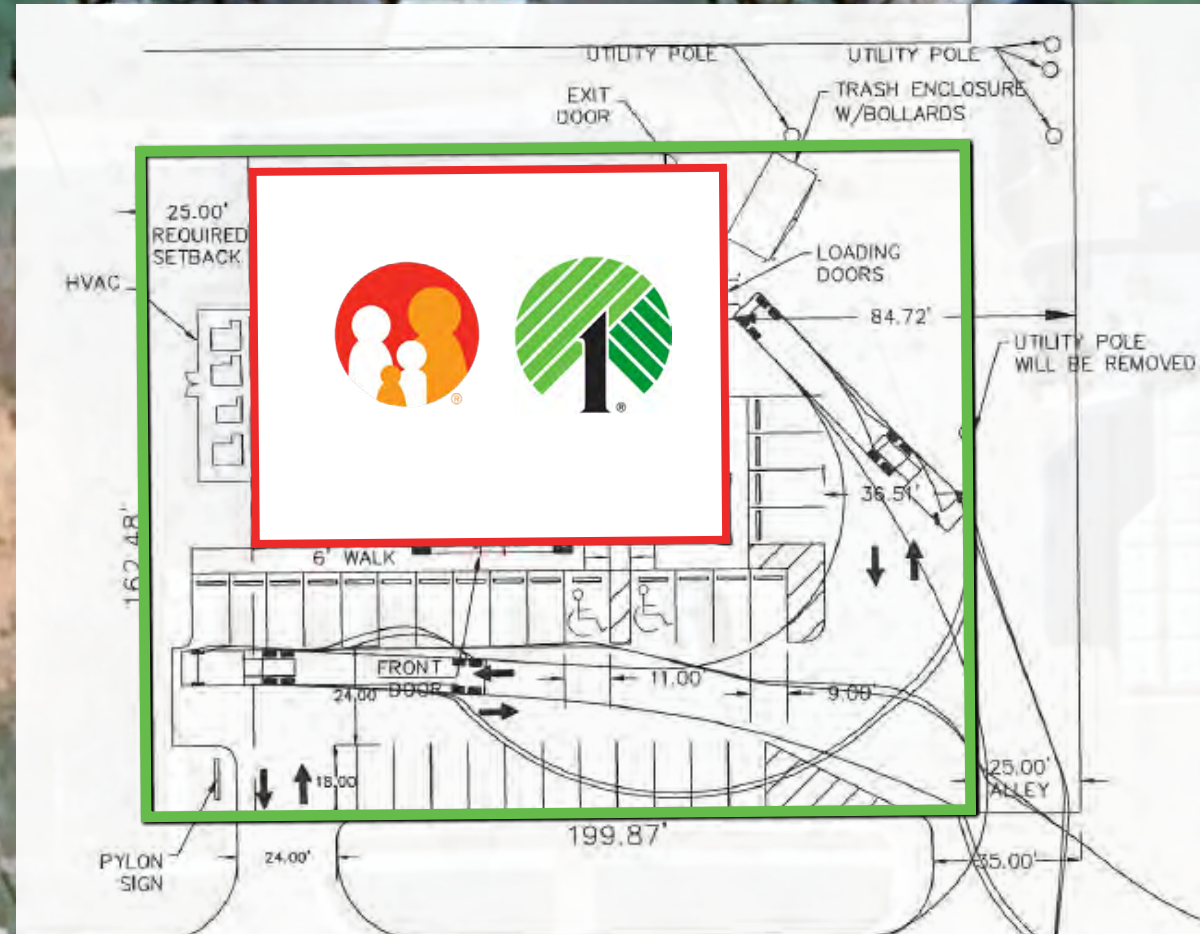 UTILITY POLE
UTILITY POLE
EXIT
DOOR
TRASH ENCLOSURE
W/BOLLARDS
25.00'
REQUIRED
SETBACK
HVAC
LOADING
DOORS
84.72'
UTILITY POLE
WILL BE REMOVED
1
®
®
36.51'
162.48'
6' WALK
FRONT
DOOR
24.00
11.00'
9.00'
18.00
25.00'
ALLEY
199.87'
PYLON
SIGN
24.00'
35.00'